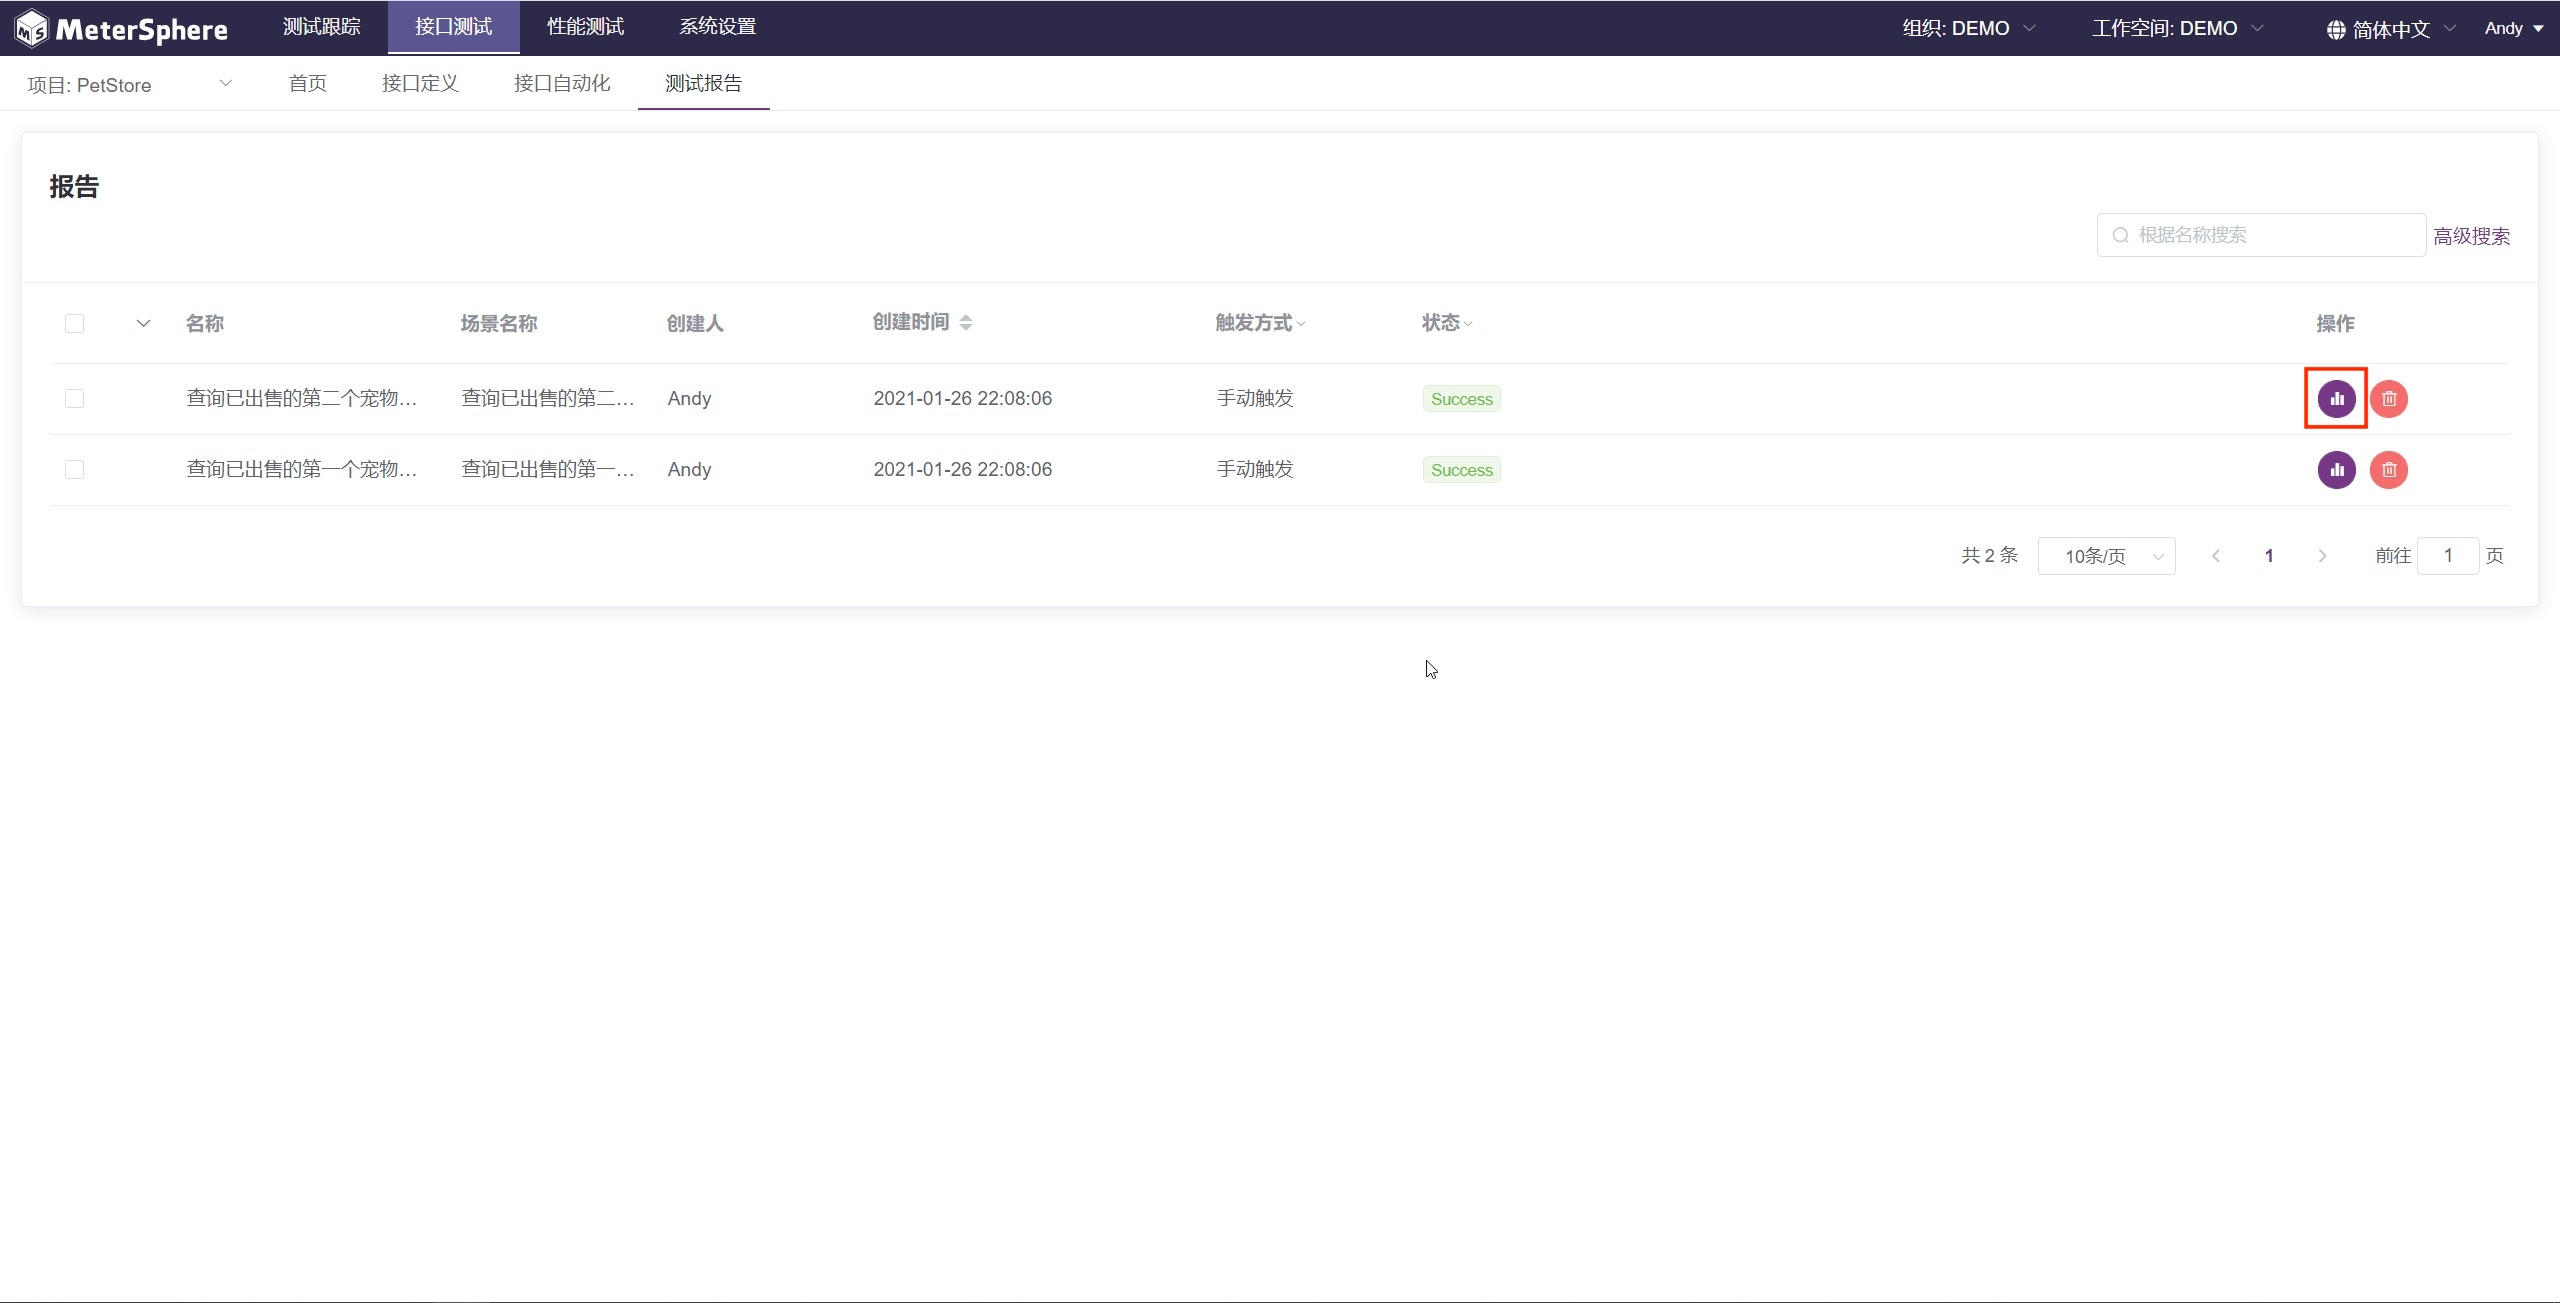 MeterSphere 测试跟踪 接口测试 性能测试 系统设置 组织: DEMO 工作空间: DEMO 简体中文 Andy
项目: PetStore 首页 接口定义 接口自动化 测试报告
报告
根据名称搜索 高级搜索
名称 场景名称 创建人 创建时间 触发方式 状态 操作
查询已出售的第二个宠物... 查询已出售的第二... Andy 2021-01-26 22:08:06 手动触发 Success
查询已出售的第一个宠物... 查询已出售的第一... Andy 2021-01-26 22:08:06 手动触发 Success
共 2 条 10条/页 1 前往 1 页